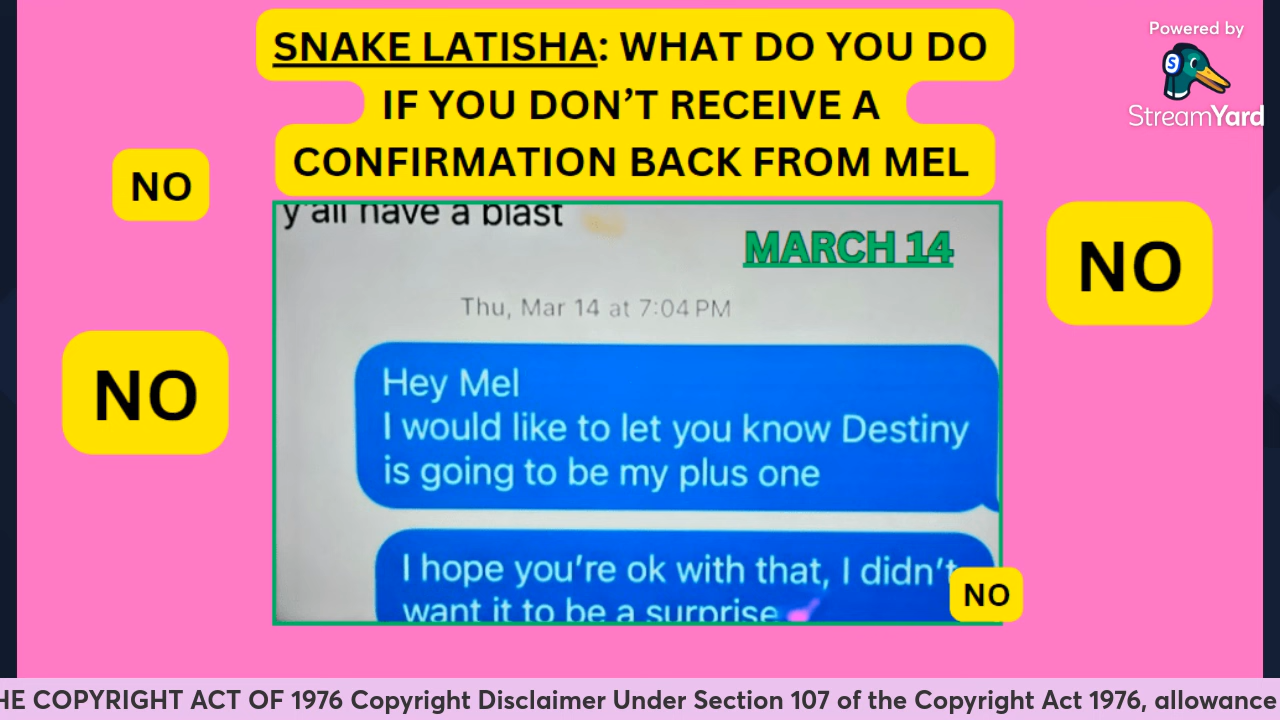 SNAKE LATISHA: WHAT DO YOU DO
IF YOU DON'T RECEIVE A
CONFIRMATION BACK FROM MEL
Powered by
S
StreamYard
NO
NO
NO
y'all have a blast
MARCH 14
Thu, Mar 14 at 7:04 PM
Hey Mel
I would like to let you know Destiny
is going to be my plus one
I hope you're ok with that, I didn't
want it to be a surprise
NO
HE COPYRIGHT ACT OF 1976 Copyright Disclaimer Under Section 107 of the Copyright Act 1976, allowance